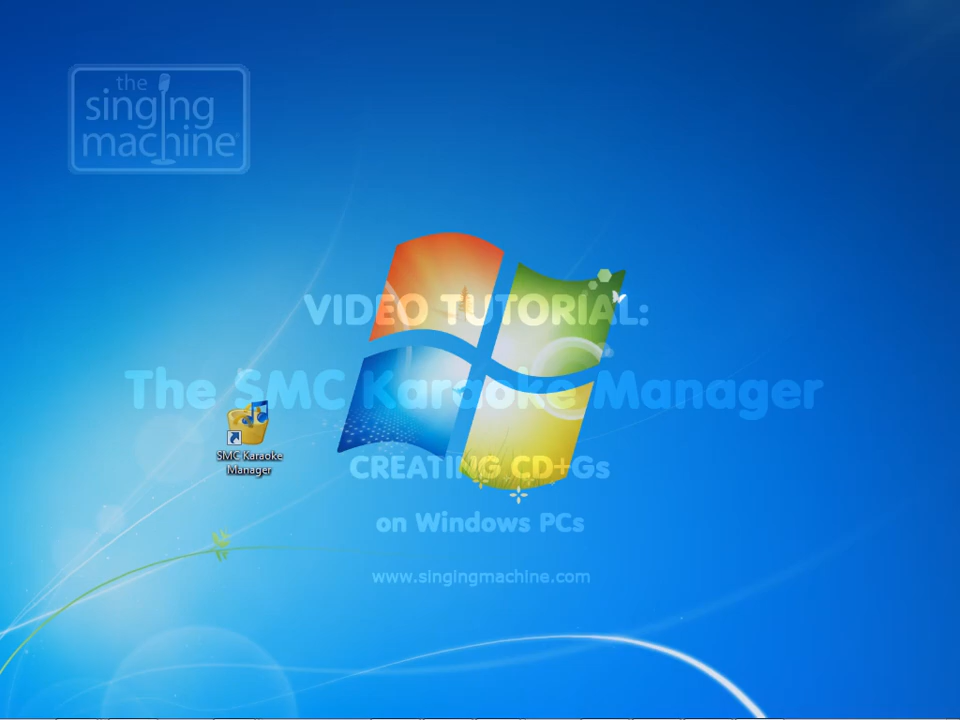 the
singing
machine®
VIDEO TUTORIAL:
The SMC Karaoke Manager
SMC Karaoke
Manager
CREATING CD+Gs
on Windows PCs
www.singingmachine.com